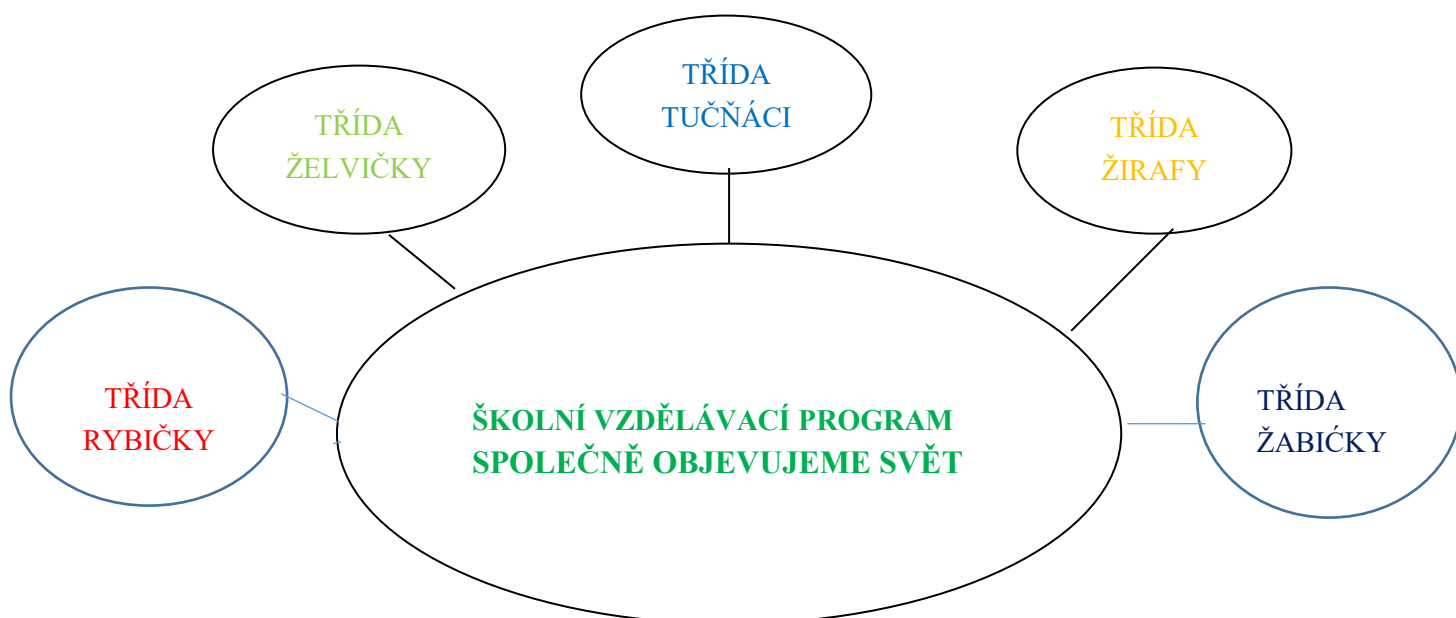 TŘÍDA
TUČŇÁCI
TŘÍDA
ŽELVIČKY
TŘÍDA
ŽIRAFY
TŘÍDA
RYBIČKY
ŠKOLNÍ VZDĚLÁVACÍ PROGRAM
SPOLEČNĚ OBJEVUJEME SVĚT
TŘÍDA
ŽABIĆKY